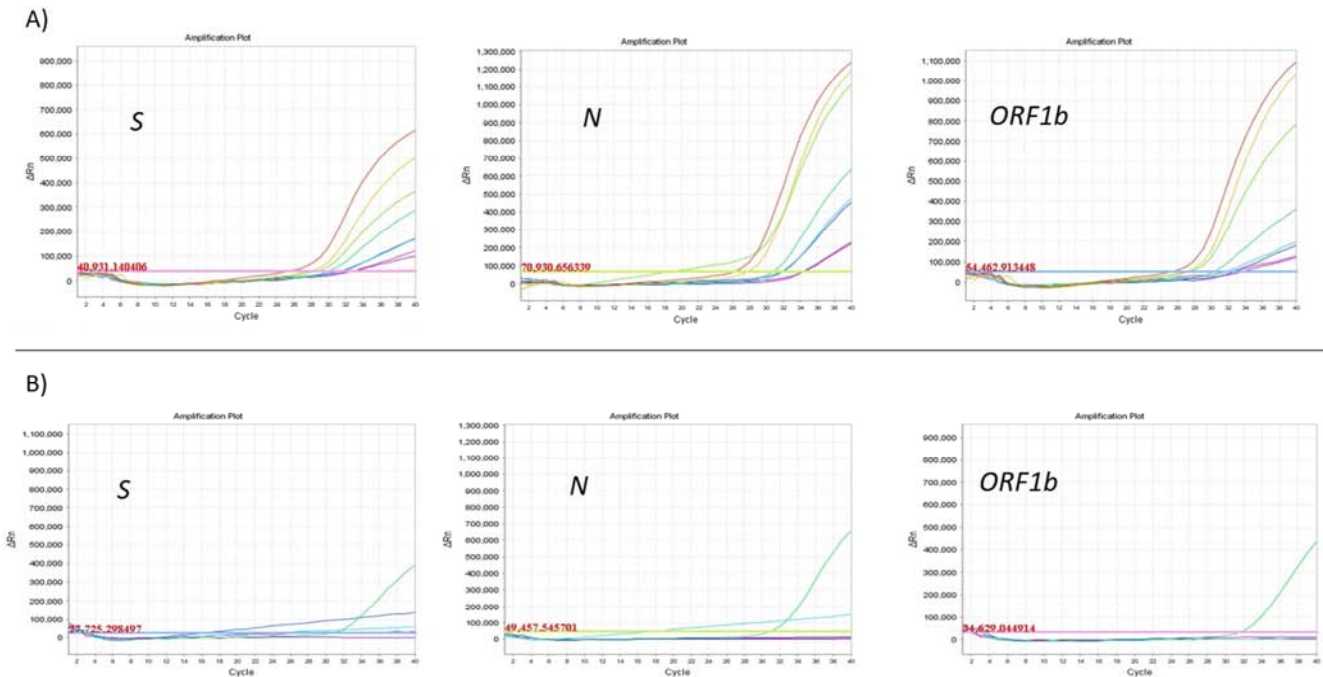 A)
Amplification Plot
S
900,000
800,000
700,000
600,000
500,000
400,000
300,000
200,000
100,000
0
ΔRn
40,931.140406
2 4 6 8 10 12 14 16 18 20 22 24 26 28 30 32 34 36 38 40
Cycle
Amplification Plot
N
1,300,000
1,200,000
1,100,000
1,000,000
900,000
800,000
700,000
600,000
500,000
400,000
300,000
200,000
100,000
0
ΔRn
70,930.656339
2 4 6 8 10 12 14 16 18 20 22 24 26 28 30 32 34 36 38 40
Cycle
Amplification Plot
ORF1b
1,100,000
1,000,000
900,000
800,000
700,000
600,000
500,000
400,000
300,000
200,000
100,000
0
ΔRn
54,462.913448
2 4 6 8 10 12 14 16 18 20 22 24 26 28 30 32 34 36 38 40
Cycle
B)
Amplification Plot
S
1,100,000
1,000,000
900,000
800,000
700,000
600,000
500,000
400,000
300,000
200,000
100,000
0
ΔRn
2 4 6 8 10 12 14 16 18 20 22 24 26 28 30 32 34 36 38 40
Cycle
Amplification Plot
N
1,300,000
1,200,000
1,100,000
1,000,000
900,000
800,000
700,000
600,000
500,000
400,000
300,000
200,000
100,000
0
ΔRn
49,457.545701
2 4 6 8 10 12 14 16 18 20 22 24 26 28 30 32 34 36 38 40
Cycle
Amplification Plot
ORF1b
900,000
800,000
700,000
600,000
500,000
400,000
300,000
200,000
100,000
0
ΔRn
34,629.044914
2 4 6 8 10 12 14 16 18 20 22 24 26 28 30 32 34 36 38 40
Cycle